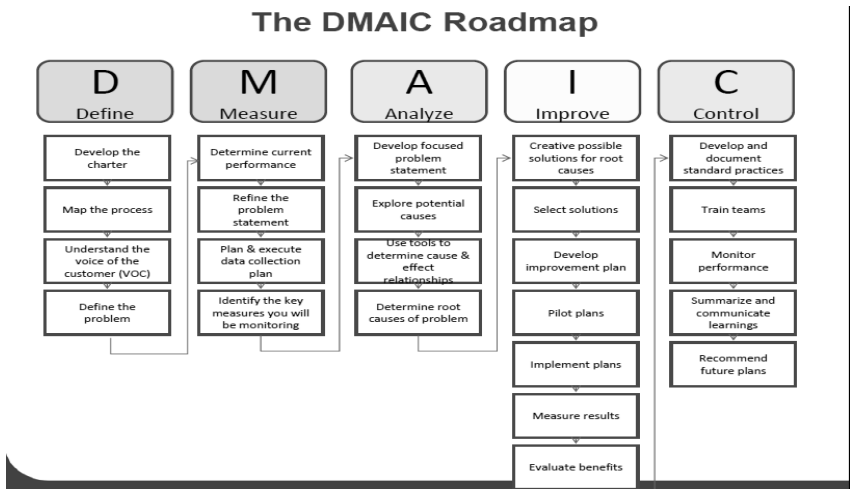 The DMAIC Roadmap
D
Define
Develop the
charter
Map the process
Understand the
voice of the
customer (VOC)
Define the
problem
M
Measure
Determine current
performance
Refine the
problem
statement
Plan & execute
data collection
plan
Identify the key
measures you will
be monitoring
A
Analyze
Develop focused
problem
statement
Explore potential
causes
Use tools to
determine cause &
effect
relationships
Determine root
causes of problem
I
Improve
Creative possible
solutions for root
causes
Select solutions
Develop
improvement plan
Pilot plans
Implement plans
Measure results
Evaluate benefits
C
Control
Develop and
document
standard practices
Train teams
Monitor
performance
Summarize and
communicate
learnings
Recommend
future plans